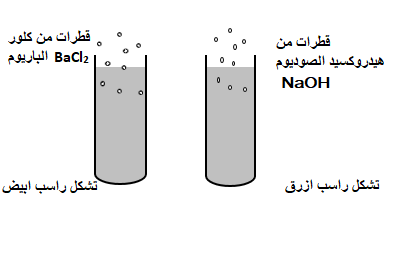 قطرات من
هيدروكسيد الصوديوم
NaOH
تشكل راسب ازرق
قطرات من كلور
الباريوم BaCl₂
تشكل راسب ابيض